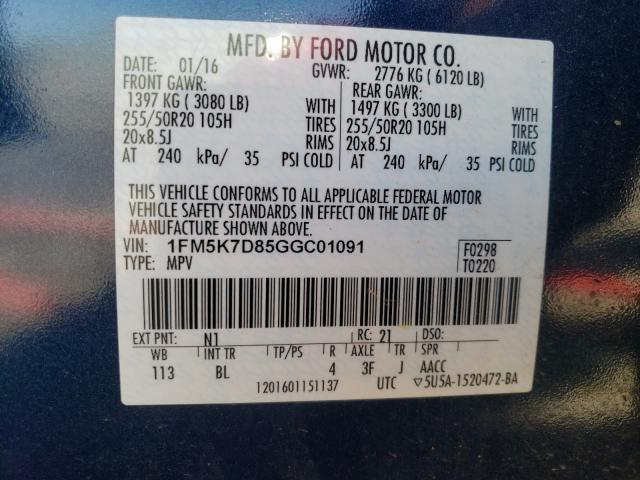 MFD. BY FORD MOTOR CO.
DATE: 01/16 GVWR: 2776 KG ( 6120 LB)
FRONT GAWR: REAR GAWR:
1397 KG ( 3080 LB) WITH 1497 KG ( 3300 LB) WITH
255/50R20 105H TIRES 255/50R20 105H TIRES
20x8.5J RIMS 20x8.5J RIMS
AT 240 kPa/ 35 PSI COLD AT 240 kPa/ 35 PSI COLD
THIS VEHICLE CONFORMS TO ALL APPLICABLE FEDERAL MOTOR
VEHICLE SAFETY STANDARDS IN EFFECT ON THE DATE OF
MANUFACTURE SHOWN ABOVE.
VIN: 1FM5K7D85GGC01091 F0298
TYPE: MPV T0220
EXT PNT: N1 RC: 21 DSO:
WB INT TR TP/PS R AXLE TR SPR
113 BL 4 3F J AACC
1201601151137 UTC ▽5U5A-1520472-BA